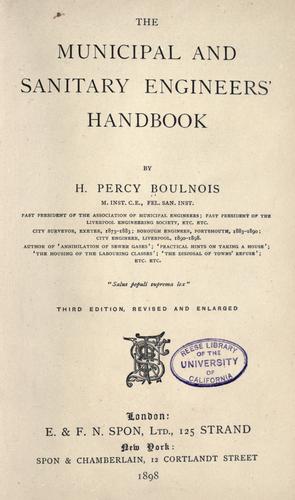 THE
MUNICIPAL AND
SANITARY ENGINEERS'
HANDBOOK
BY
H. PERCY BOULNOIS
M. INST. C.E., FEL. SAN. INST.
PAST PRESIDENT OF THE ASSOCIATION OF MUNICIPAL ENGINEERS; PAST PRESIDENT OF THE
LIVERPOOL ENGINEERING SOCIETY, ETC. ETC.
CITY SURVEYOR, EXETER, 1873-1883; BOROUGH ENGINEER, PORTSMOUTH, 1883-1890;
CITY ENGINEER, LIVERPOOL, 1890-1898.
AUTHOR OF 'ANNIHILATION OF SEWER GASES'; 'PRACTICAL HINTS ON TAKING A HOUSE';
'THE HOUSING OF THE LABOURING CLASSES'; 'THE DISPOSAL OF TOWNS' REFUSE';
ETC. ETC.
"Salus populi suprema lex"
THIRD EDITION, REVISED AND ENLARGED
REESE LIBRARY
OF THE
UNIVERSITY
OF
CALIFORNIA
London:
E. & F. N. SPON, LTD., 125 STRAND
New York:
SPON & CHAMBERLAIN, 12 CORTLANDT STREET
1898